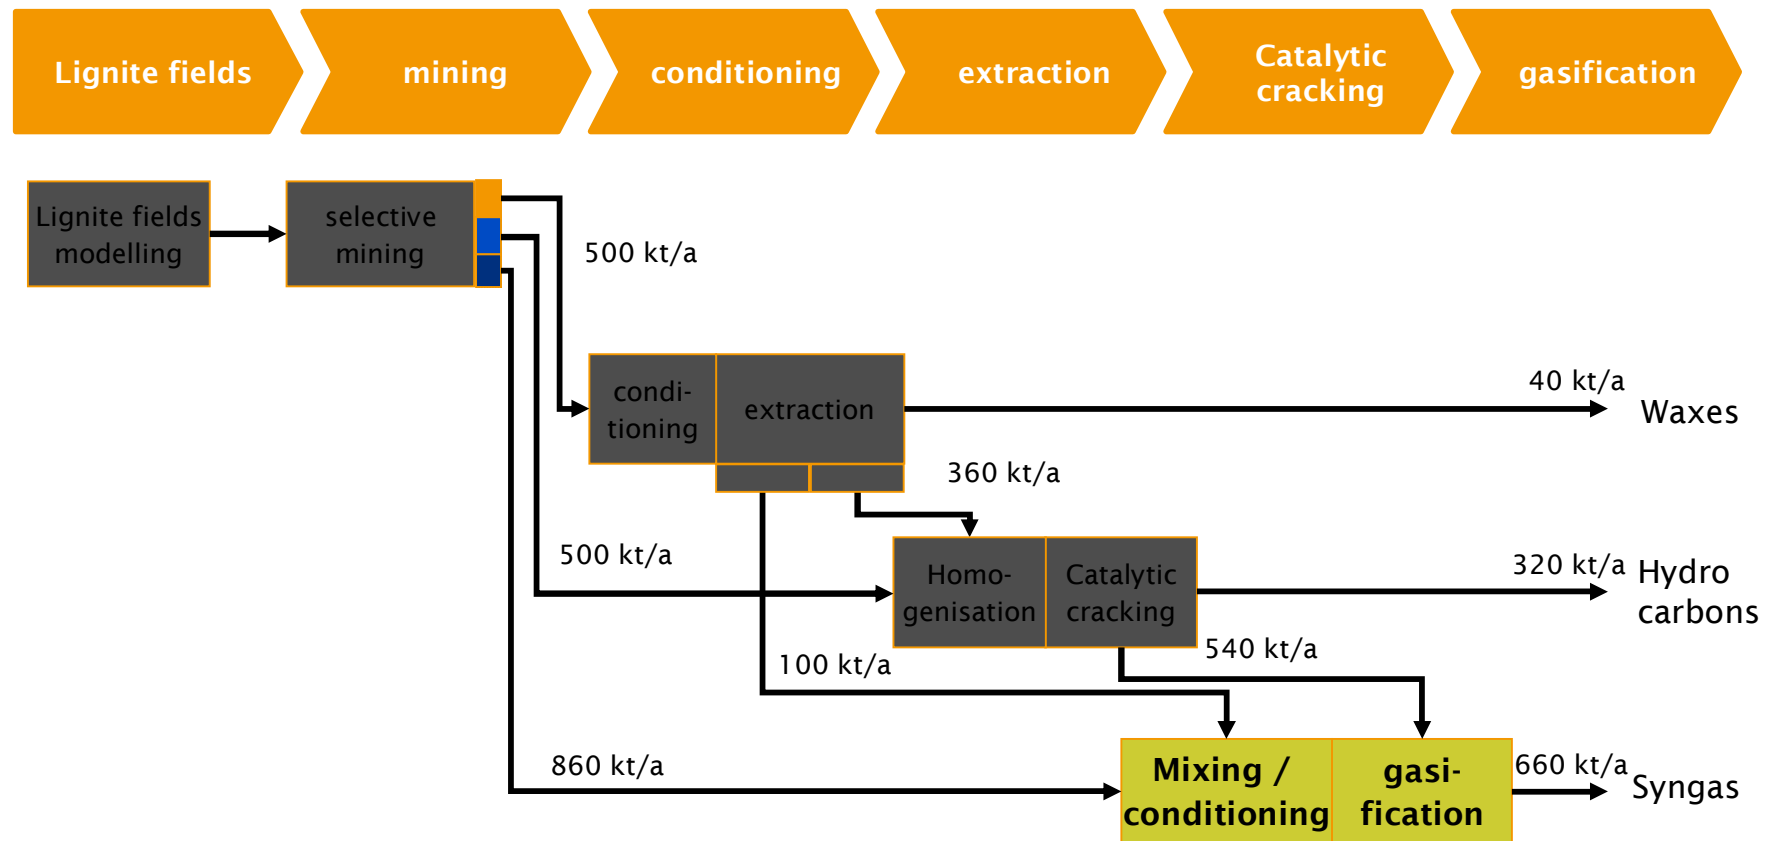 Lignite fields
mining
conditioning
extraction
Catalytic
cracking
gasification
Lignite fields
modelling
selective
mining
500 kt/a
condi-
tioning
extraction
40 kt/a
Waxes
360 kt/a
500 kt/a
Homo-
genisation
Catalytic
cracking
320 kt/a
Hydro
carbons
100 kt/a
540 kt/a
860 kt/a
Mixing /
conditioning
gasi-
fication
660 kt/a
Syngas